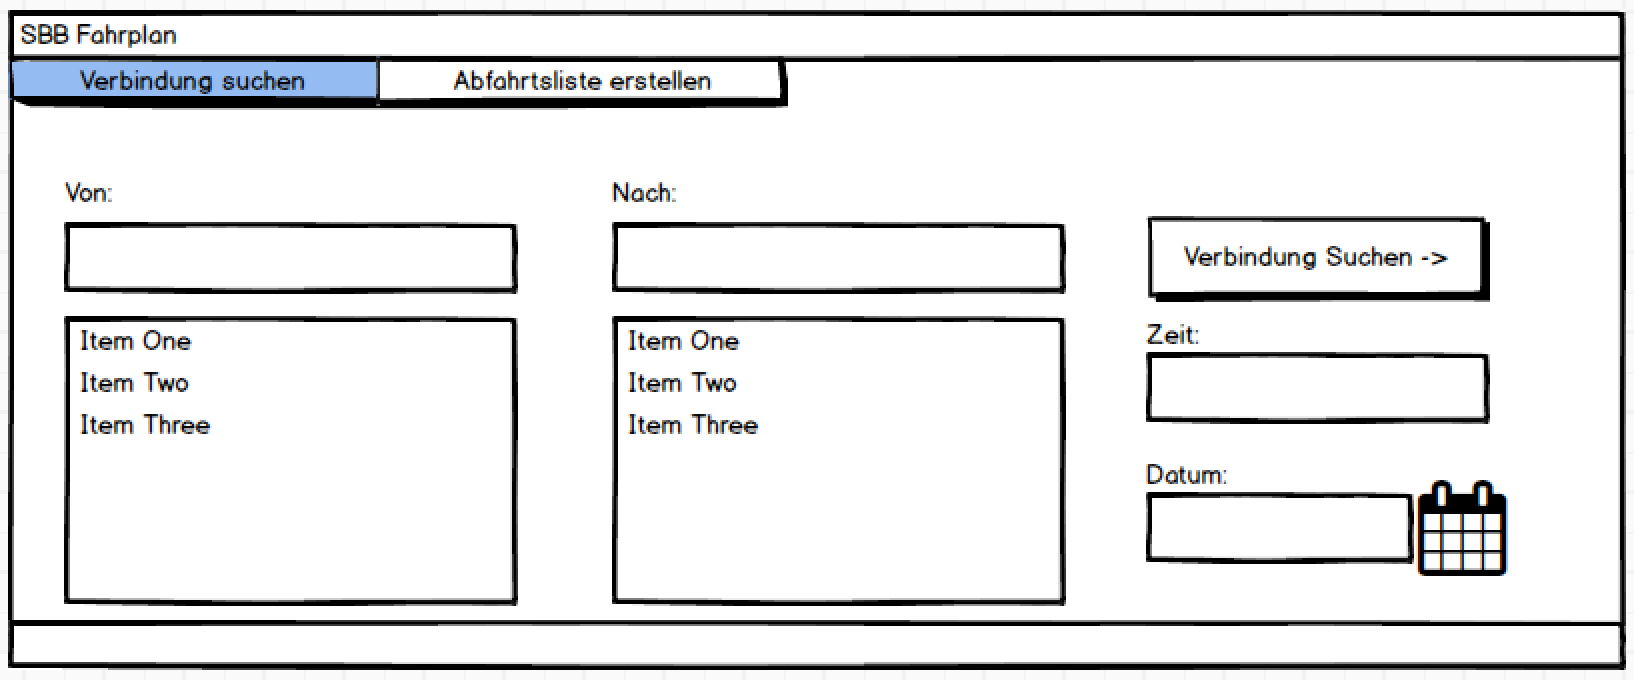 SBB Fahrplan
Verbindung suchen
Abfahrtsliste erstellen
Von:
Nach:
Verbindung Suchen ->
Item One
Item Two
Item Three
Item One
Item Two
Item Three
Zeit:
Datum: